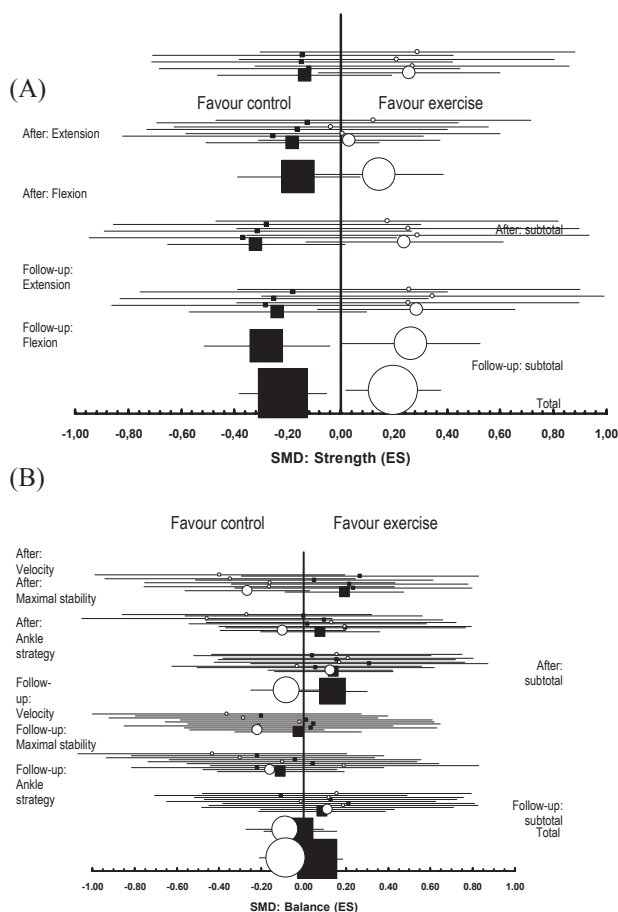 (A)
Favour control Favour exercise
After: Extension
After: Flexion
After: subtotal
Follow-up:
Extension
Follow-up:
Flexion
Follow-up: subtotal
Total
-1,00 -0,80 -0,60 -0,40 -0,20 0,00 0,20 0,40 0,60 0,80 1,00
SMD: Strength (ES)
(B)
Favour control Favour exercise
After:
Velocity
After:
Maximal stability
After:
Ankle
strategy
After:
subtotal
Follow-
up:
Velocity
Follow-up:
Maximal stability
Follow-up:
Ankle
strategy
Follow-up:
subtotal
Total
-1.00 -0.80 -0.60 -0.40 -0.20 0.00 0.20 0.40 0.60 0.80 1.00
SMD: Balance (ES)